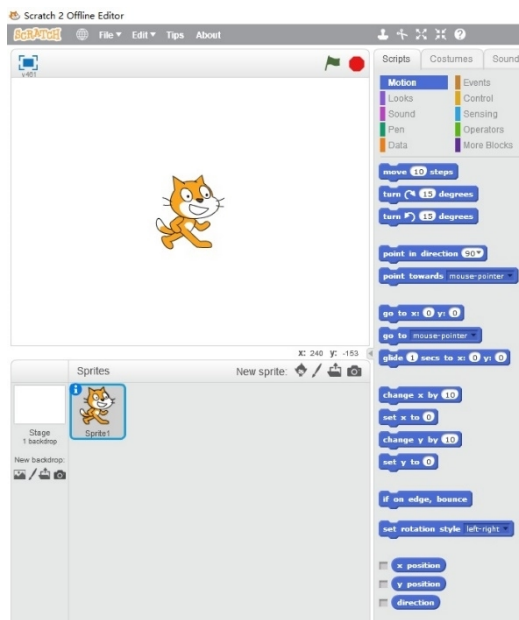 Scratch 2 Offline Editor
SCRATCH File Edit Tips About
v461
X: 240 y: -153
Sprites
New sprite:
Stage
1 backdrop
Sprite1
New backdrop:
Scripts Costumes Sound
Motion Events
Looks Control
Sound Sensing
Pen Operators
Data More Blocks
move 10 steps
turn 15 degrees
turn 15 degrees
point in direction 90
point towards mouse-pointer
go to x: 0 y: 0
go to mouse-pointer
glide 1 secs to x: 0 y: 0
change x by 10
set x to 0
change y by 10
set y to 0
if on edge, bounce
set rotation style left-right
x position
y position
direction